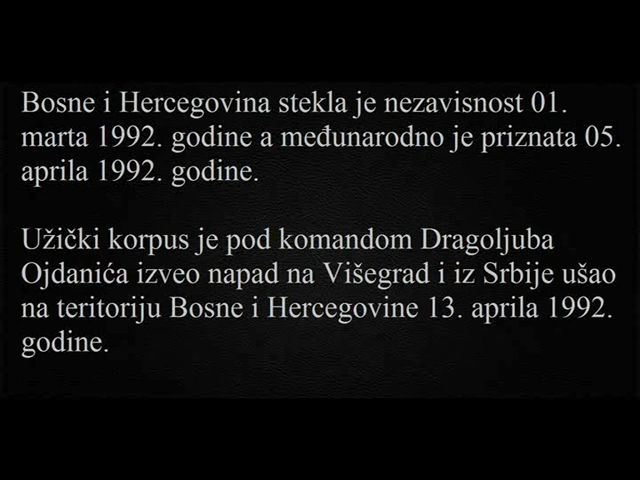 Bosne i Hercegovina stekla je nezavisnost 01.
marta 1992. godine a međunarodno je priznata 05.
aprila 1992. godine.
Užički korpus je pod komandom Dragoljuba
Ojdanića izveo napad na Višegrad i iz Srbije ušao
na teritoriju Bosne i Hercegovine 13. aprila 1992.
godine.